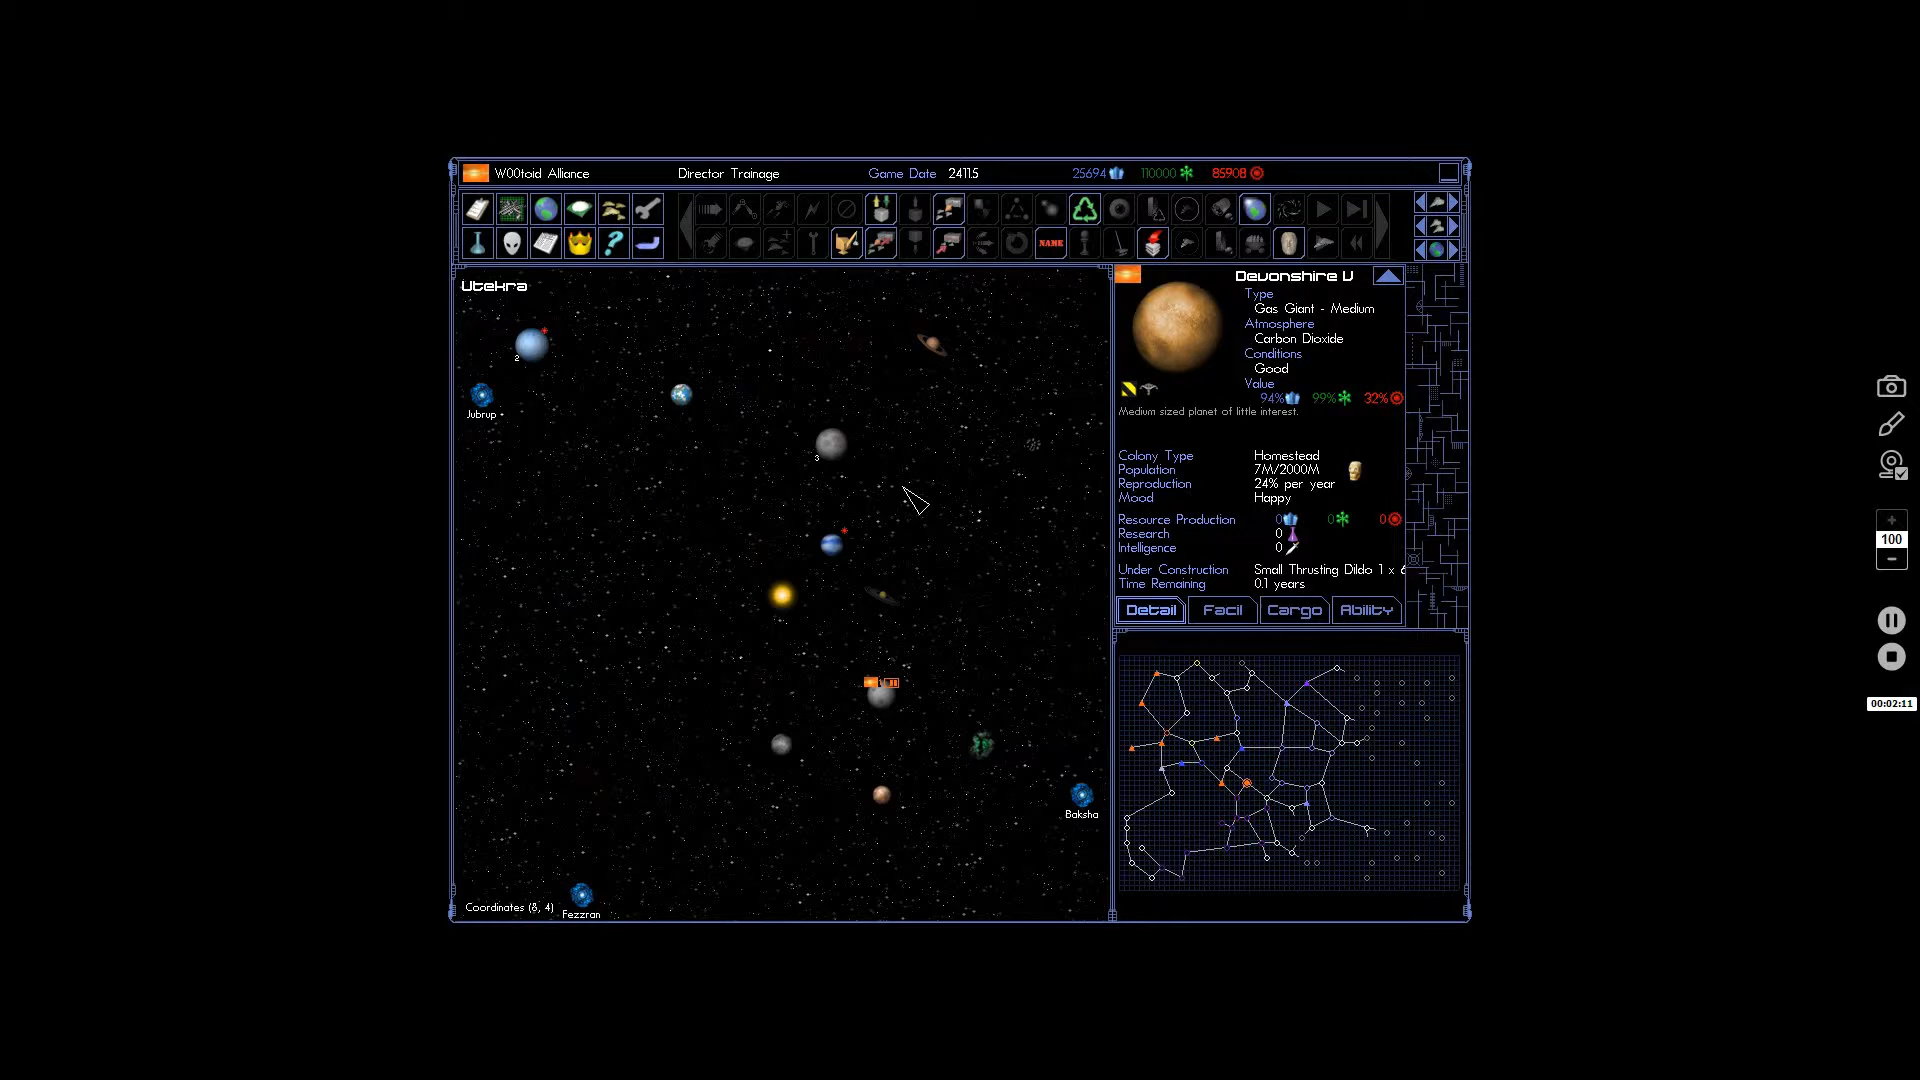 W00toid Alliance Director Trainage Game Date 2411.5 25694 110000 85908
NAME
Utekra
2
Jubrup
3
Baksha
Coordinates (8, 4)
Fezzran
Devonshire V
Type
Gas Giant - Medium
Atmosphere
Carbon Dioxide
Conditions
Good
Value
94% 99% 32%
Medium sized planet of little interest.
Colony Type Homestead
Population 7M/2000M
Reproduction 24% per year
Mood Happy
Resource Production 0 0 0
Research 0
Intelligence 0
Under Construction Small Thrusting Dildo 1 x
Time Remaining 0.1 years
Detail Facil Cargo Ability
+
100
-
00:02:11